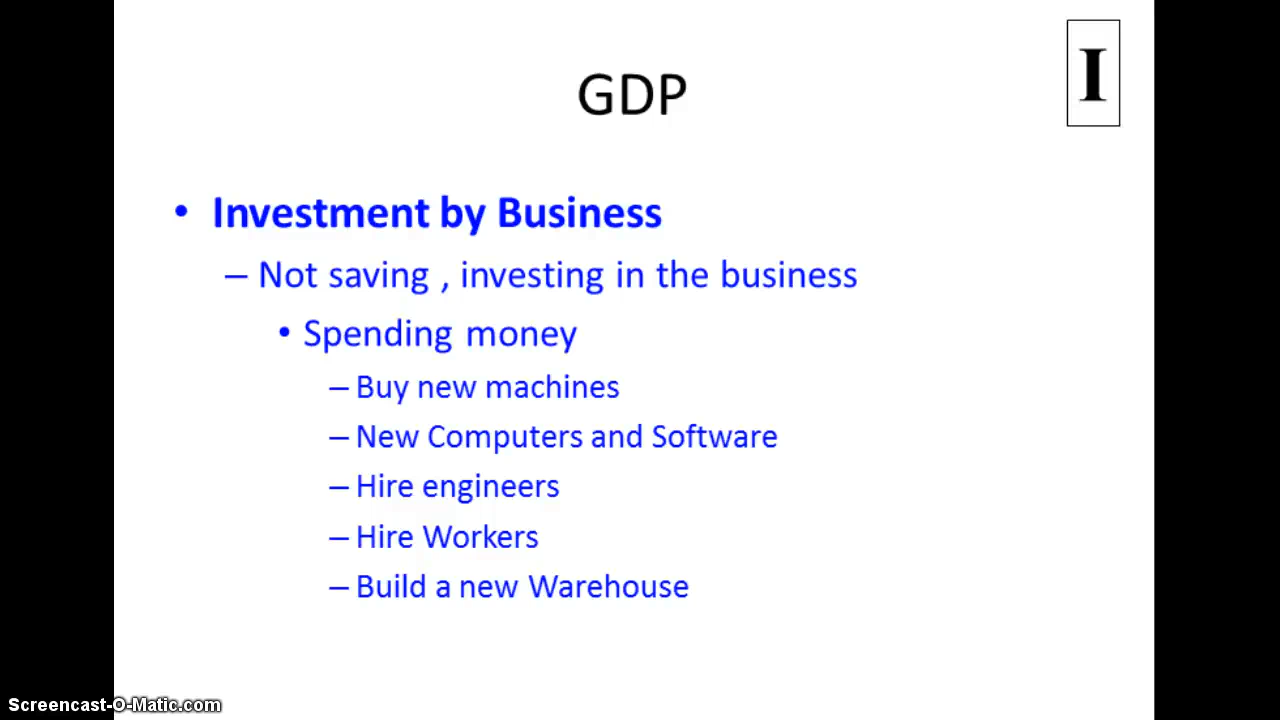 I
GDP
• Investment by Business
– Not saving , investing in the business
• Spending money
– Buy new machines
– New Computers and Software
– Hire engineers
– Hire Workers
– Build a new Warehouse
Screencast-O-Matic.com